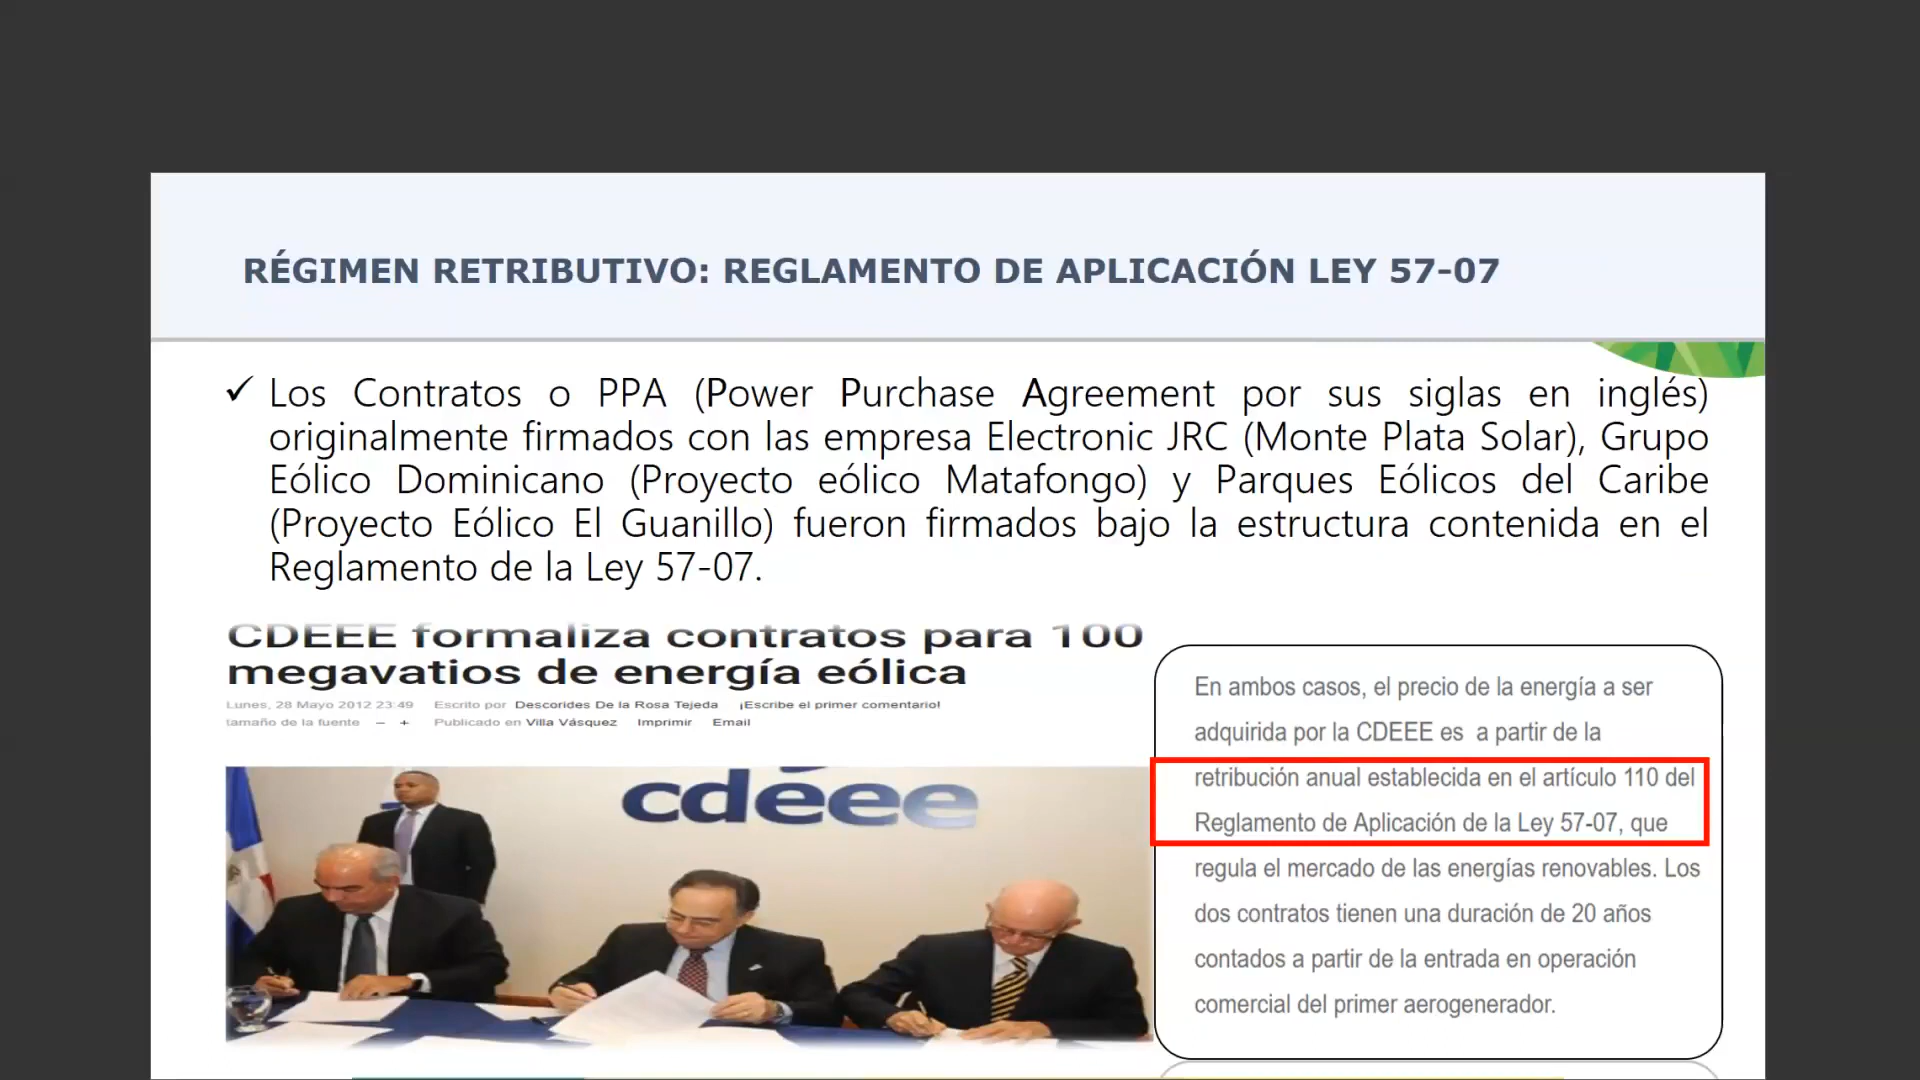 RÉGIMEN RETRIBUTIVO: REGLAMENTO DE APLICACIÓN LEY 57-07
✓ Los Contratos o PPA (Power Purchase Agreement por sus siglas en inglés)
originalmente firmados con las empresa Electronic JRC (Monte Plata Solar), Grupo
Eólico Dominicano (Proyecto eólico Matafongo) y Parques Eólicos del Caribe
(Proyecto Eólico El Guanillo) fueron firmados bajo la estructura contenida en el
Reglamento de la Ley 57-07.
CDEEE formaliza contratos para 100
megavatios de energía eólica
Lunes, 28 Mayo 2012 23:49 Escrito por Descorides De la Rosa Tejeda ¡Escribe el primer comentario!
tamaño de la fuente – + Publicado en Villa Vásquez Imprimir Email
cdeee
En ambos casos, el precio de la energía a ser
adquirida por la CDEEE es a partir de la
retribución anual establecida en el artículo 110 del
Reglamento de Aplicación de la Ley 57-07, que
regula el mercado de las energías renovables. Los
dos contratos tienen una duración de 20 años
contados a partir de la entrada en operación
comercial del primer aerogenerador.